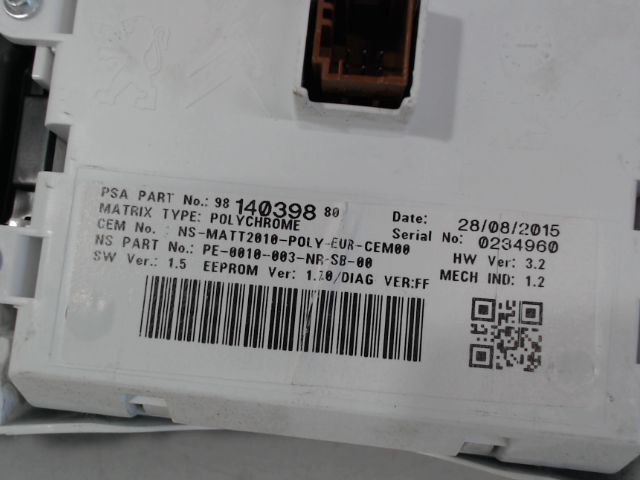 PSA PART No.: 98 140398 80
MATRIX TYPE: POLYCHROME
CEM No.: NS-MATT2010-POLY-EUR-CEM00
NS PART No.: PE-0010-003-NR-SB-00
SW Ver.: 1.5 EEPROM Ver: 1.70/DIAG VER:FF
Date: 28/08/2015
Serial No: 0234960
HW Ver: 3.2
MECH IND: 1.2